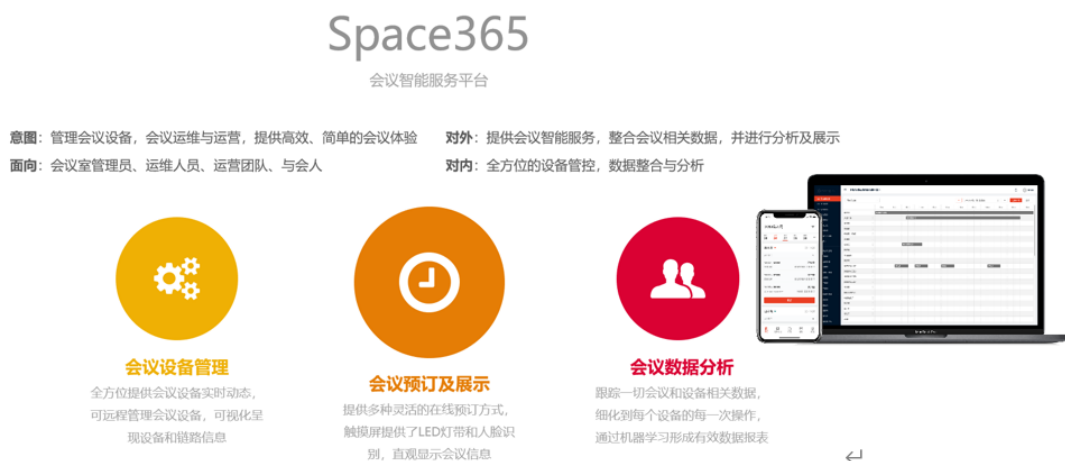 Space365
会议智能服务平台
意图：管理会议设备，会议运维与运营，提供高效、简单的会议体验
对外：提供会议智能服务，整合会议相关数据，并进行分析及展示
面向：会议室管理员、运维人员、运营团队、与会人
对内：全方位的设备管控，数据整合与分析
会议设备管理
全方位提供会议设备实时动态，
可远程管理会议设备，可视化呈
现设备和链路信息
会议预订及展示
提供多种灵活的在线预订方式，
触摸屏提供了LED灯带和人脸识
别，直观显示会议信息
会议数据分析
跟踪一切会议和设备相关数据，
细化到每个设备的每一次操作，
通过机器学习形成有效数据报表